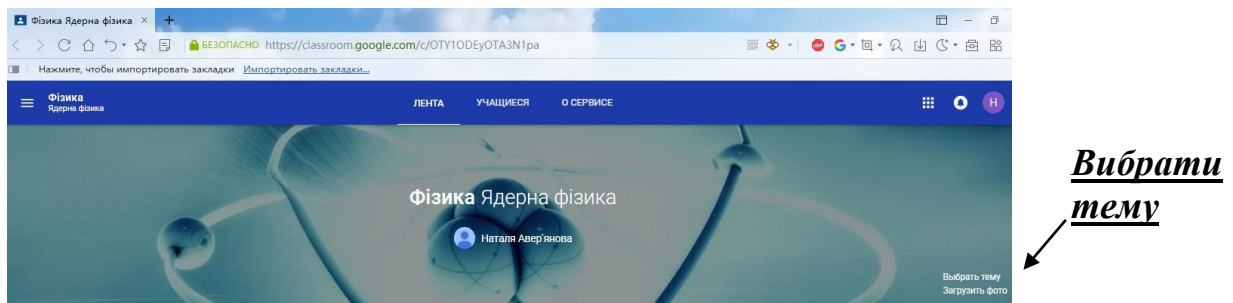 Фізика Ядерна фізика × +
БЕЗОПАСНО https://classroom.google.com/c/OTY1ODEyOTA3N1pa
Нажмите, чтобы импортировать закладки Импортировать закладки...
Фізика
Ядерна фізика
ЛЕНТА УЧАЩИЕСЯ О СЕРВИСЕ
Н
Фізика Ядерна фізика
Наталя Авер'янова
Выбрать тему
Загрузить фото
Вибрати
тему